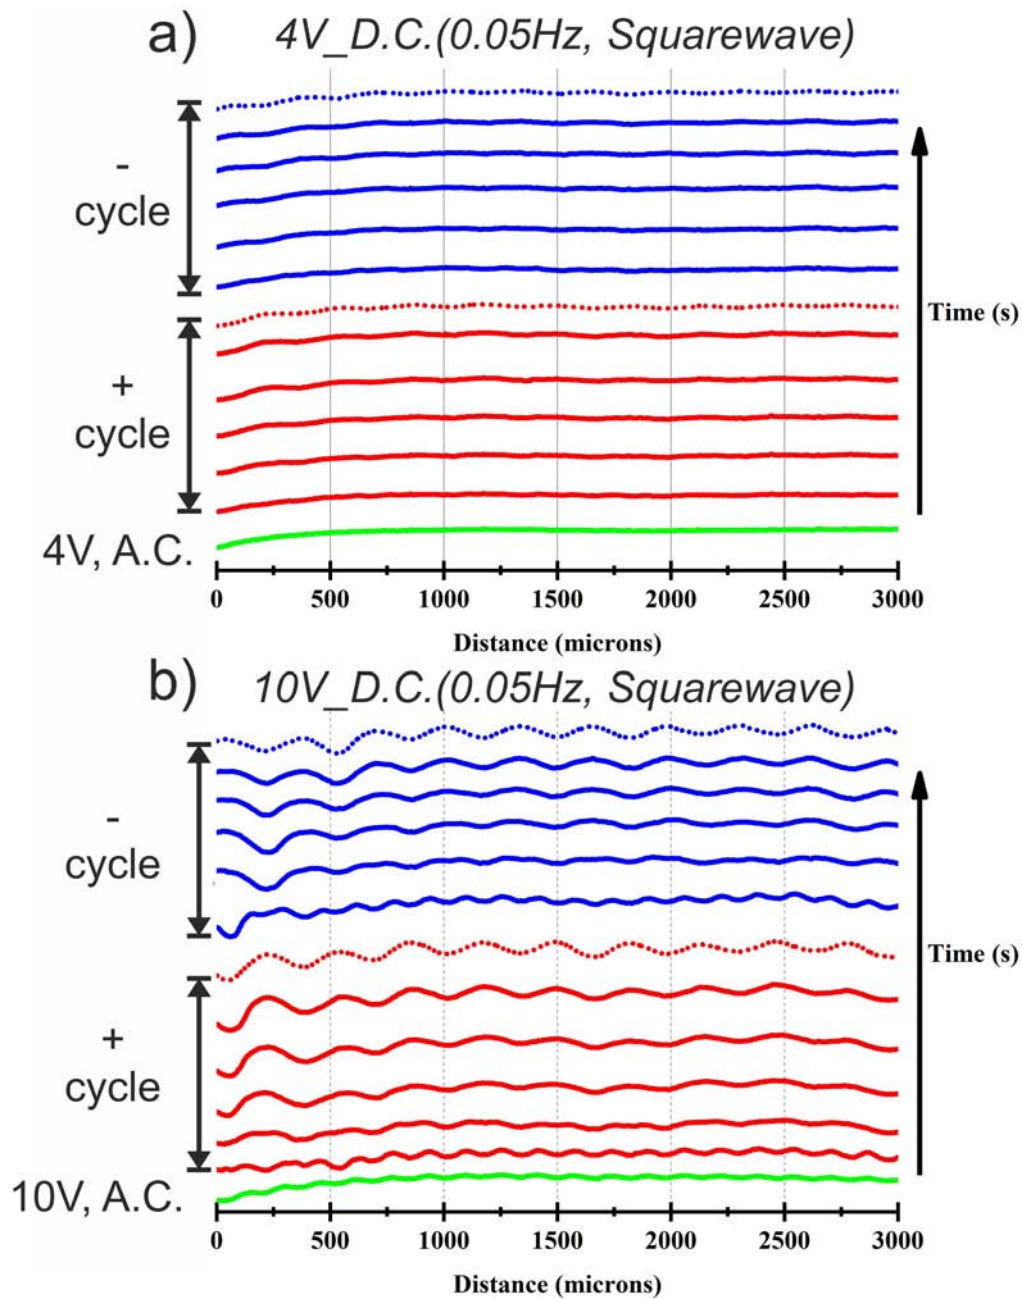 a) 4V_D.C.(0.05Hz, Squarewave)
-
cycle
Time (s)
+
cycle
4V, A.C.
0 500 1000 1500 2000 2500 3000
Distance (microns)
b) 10V_D.C.(0.05Hz, Squarewave)
-
cycle
Time (s)
+
cycle
10V, A.C.
0 500 1000 1500 2000 2500 3000
Distance (microns)